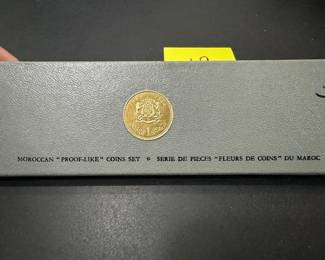 MOROCCAN "PROOF-LIKE" COINS SET • SERIE DE PIECES "FLEURS DE COINS" DU MAROC